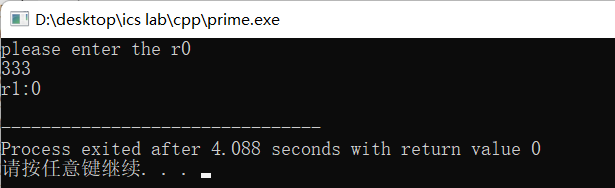 D:\desktop\ics lab\cpp\prime.exe
please enter the r0
333
r1:0
--------------------------------
Process exited after 4.088 seconds with return value 0
请按任意键继续. . .